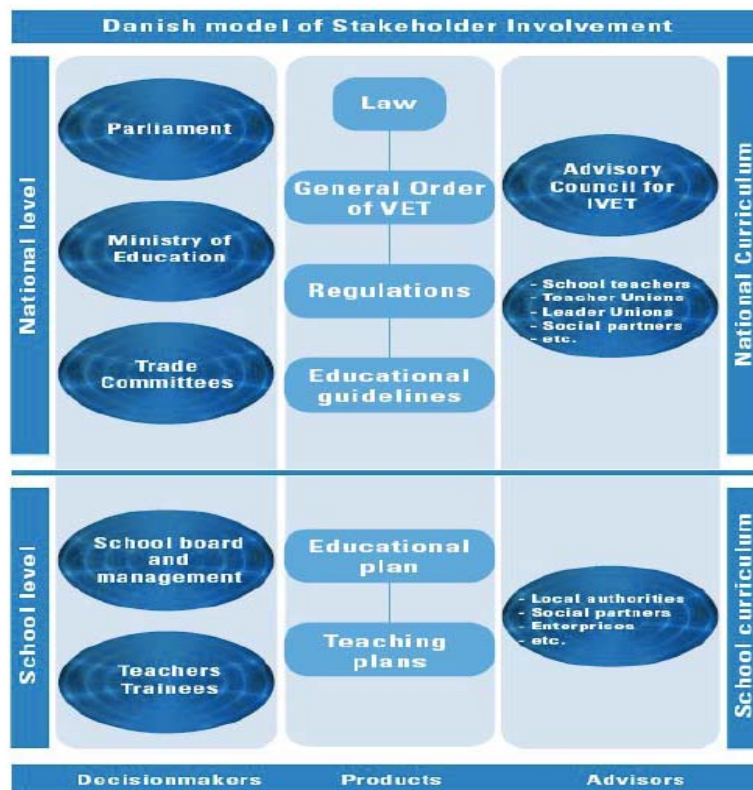 Danish model of Stakeholder Involvement
National level
Parliament
Ministry of
Education
Trade
Committees
Law
General Order
of VET
Regulations
Educational
guidelines
Advisory
Council for
IVET
- School teachers
- Teacher Unions
- Leader Unions
- Social partners
- etc.
National Curriculum
School level
School board
and
management
Teachers
Trainees
Educational
plan
Teaching
plans
- Local authorities
- Social partners
- Enterprises
- etc.
School curriculum
Decisionmakers
Products
Advisors